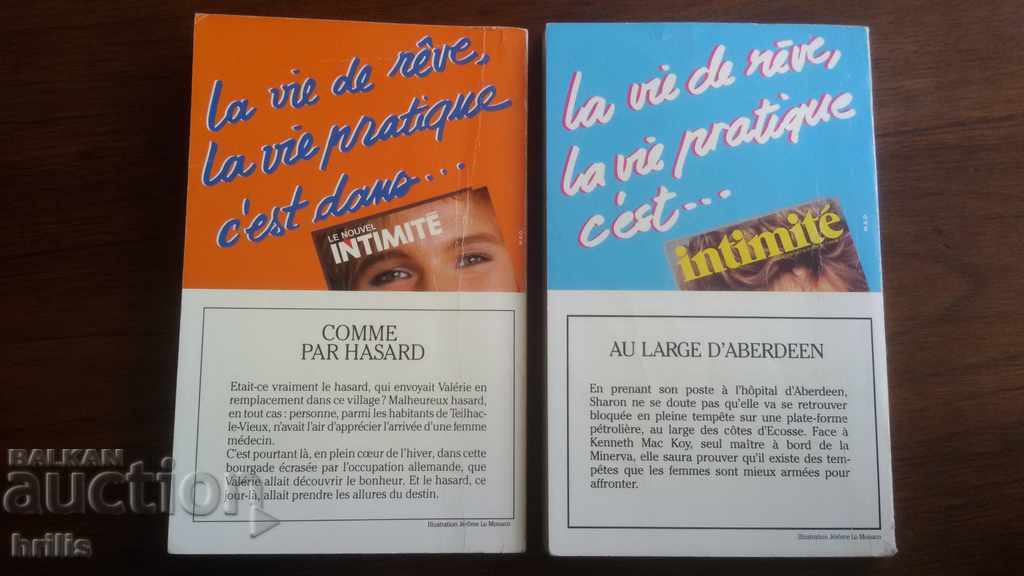 la vie de rêve,
la vie pratique
c'est dans...
LE NOUVEL
INTIMITÉ
M.R.O.
COMME
PAR HASARD
Etait-ce vraiment le hasard, qui envoyait Valérie en
remplacement dans ce village? Malheureux hasard,
en tout cas : personne, parmi les habitants de Teilhac-
le-Vieux, n'avait l'air d'apprécier l'arrivée d'une femme
médecin.
C'est pourtant là, en plein cœur de l'hiver, dans cette
bourgade écrasée par l'occupation allemande, que
Valérie allait découvrir le bonheur. Et le hasard, ce
jour-là, allait prendre les allures du destin.
Illustration Jérôme Lo Monaco
la vie de rêve,
la vie pratique
c'est...
intimité
M.R.O.
AU LARGE D'ABERDEEN
En prenant son poste à l'hôpital d'Aberdeen,
Sharon ne se doute pas qu'elle va se retrouver
bloquée en pleine tempête sur une plate-forme
pétrolière, au large des côtes d'Ecosse. Face à
Kenneth Mac Koy, seul maître à bord de la
Minerva, elle saura prouver qu'il existe des tem-
pêtes que les femmes sont mieux armées pour
affronter.
Illustration Jérôme Lo Monaco
BALKAN
auction
hrilis